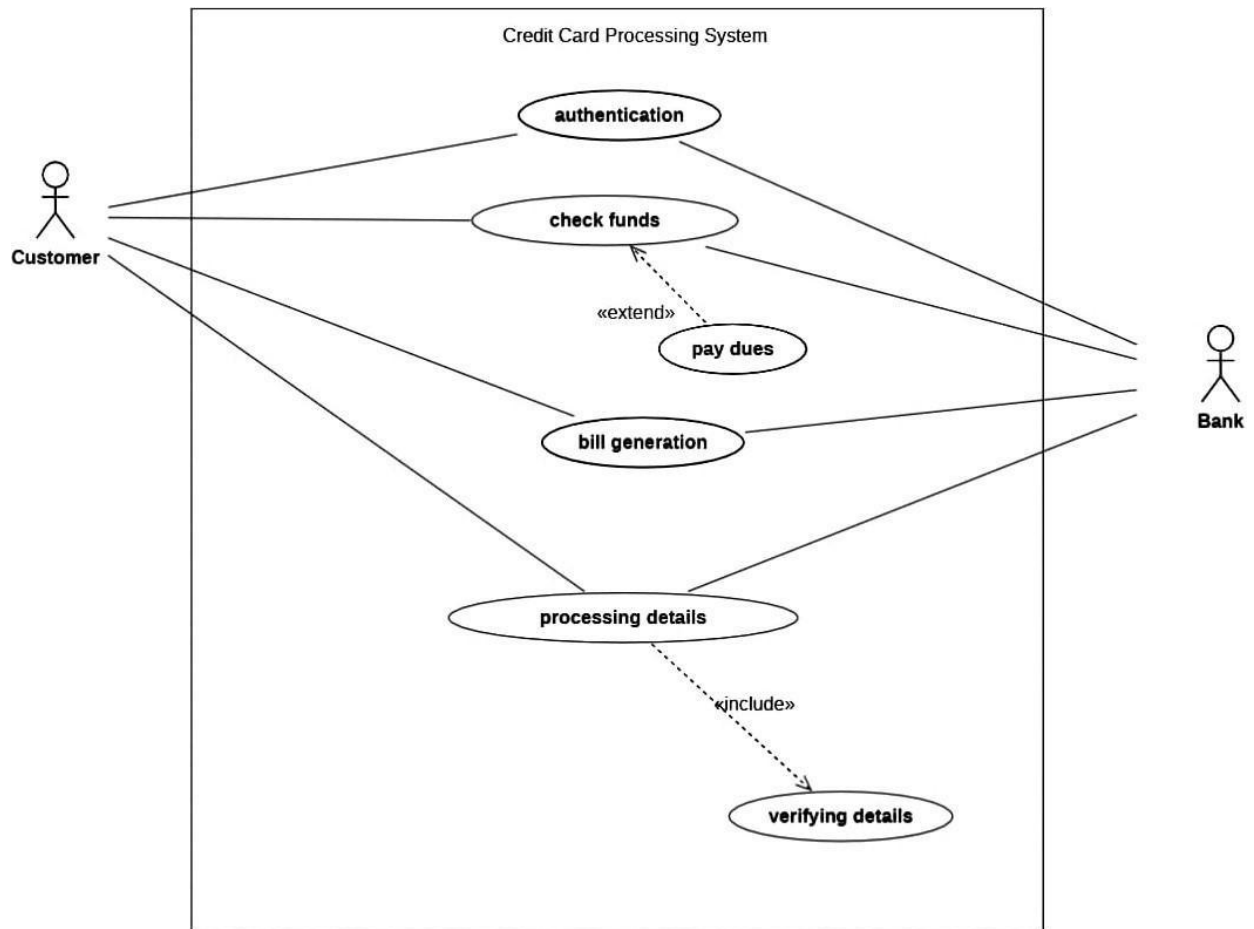 Credit Card Processing System
authentication
check funds
Customer
«extend»
pay dues
Bank
bill generation
processing details
«include»
verifying details